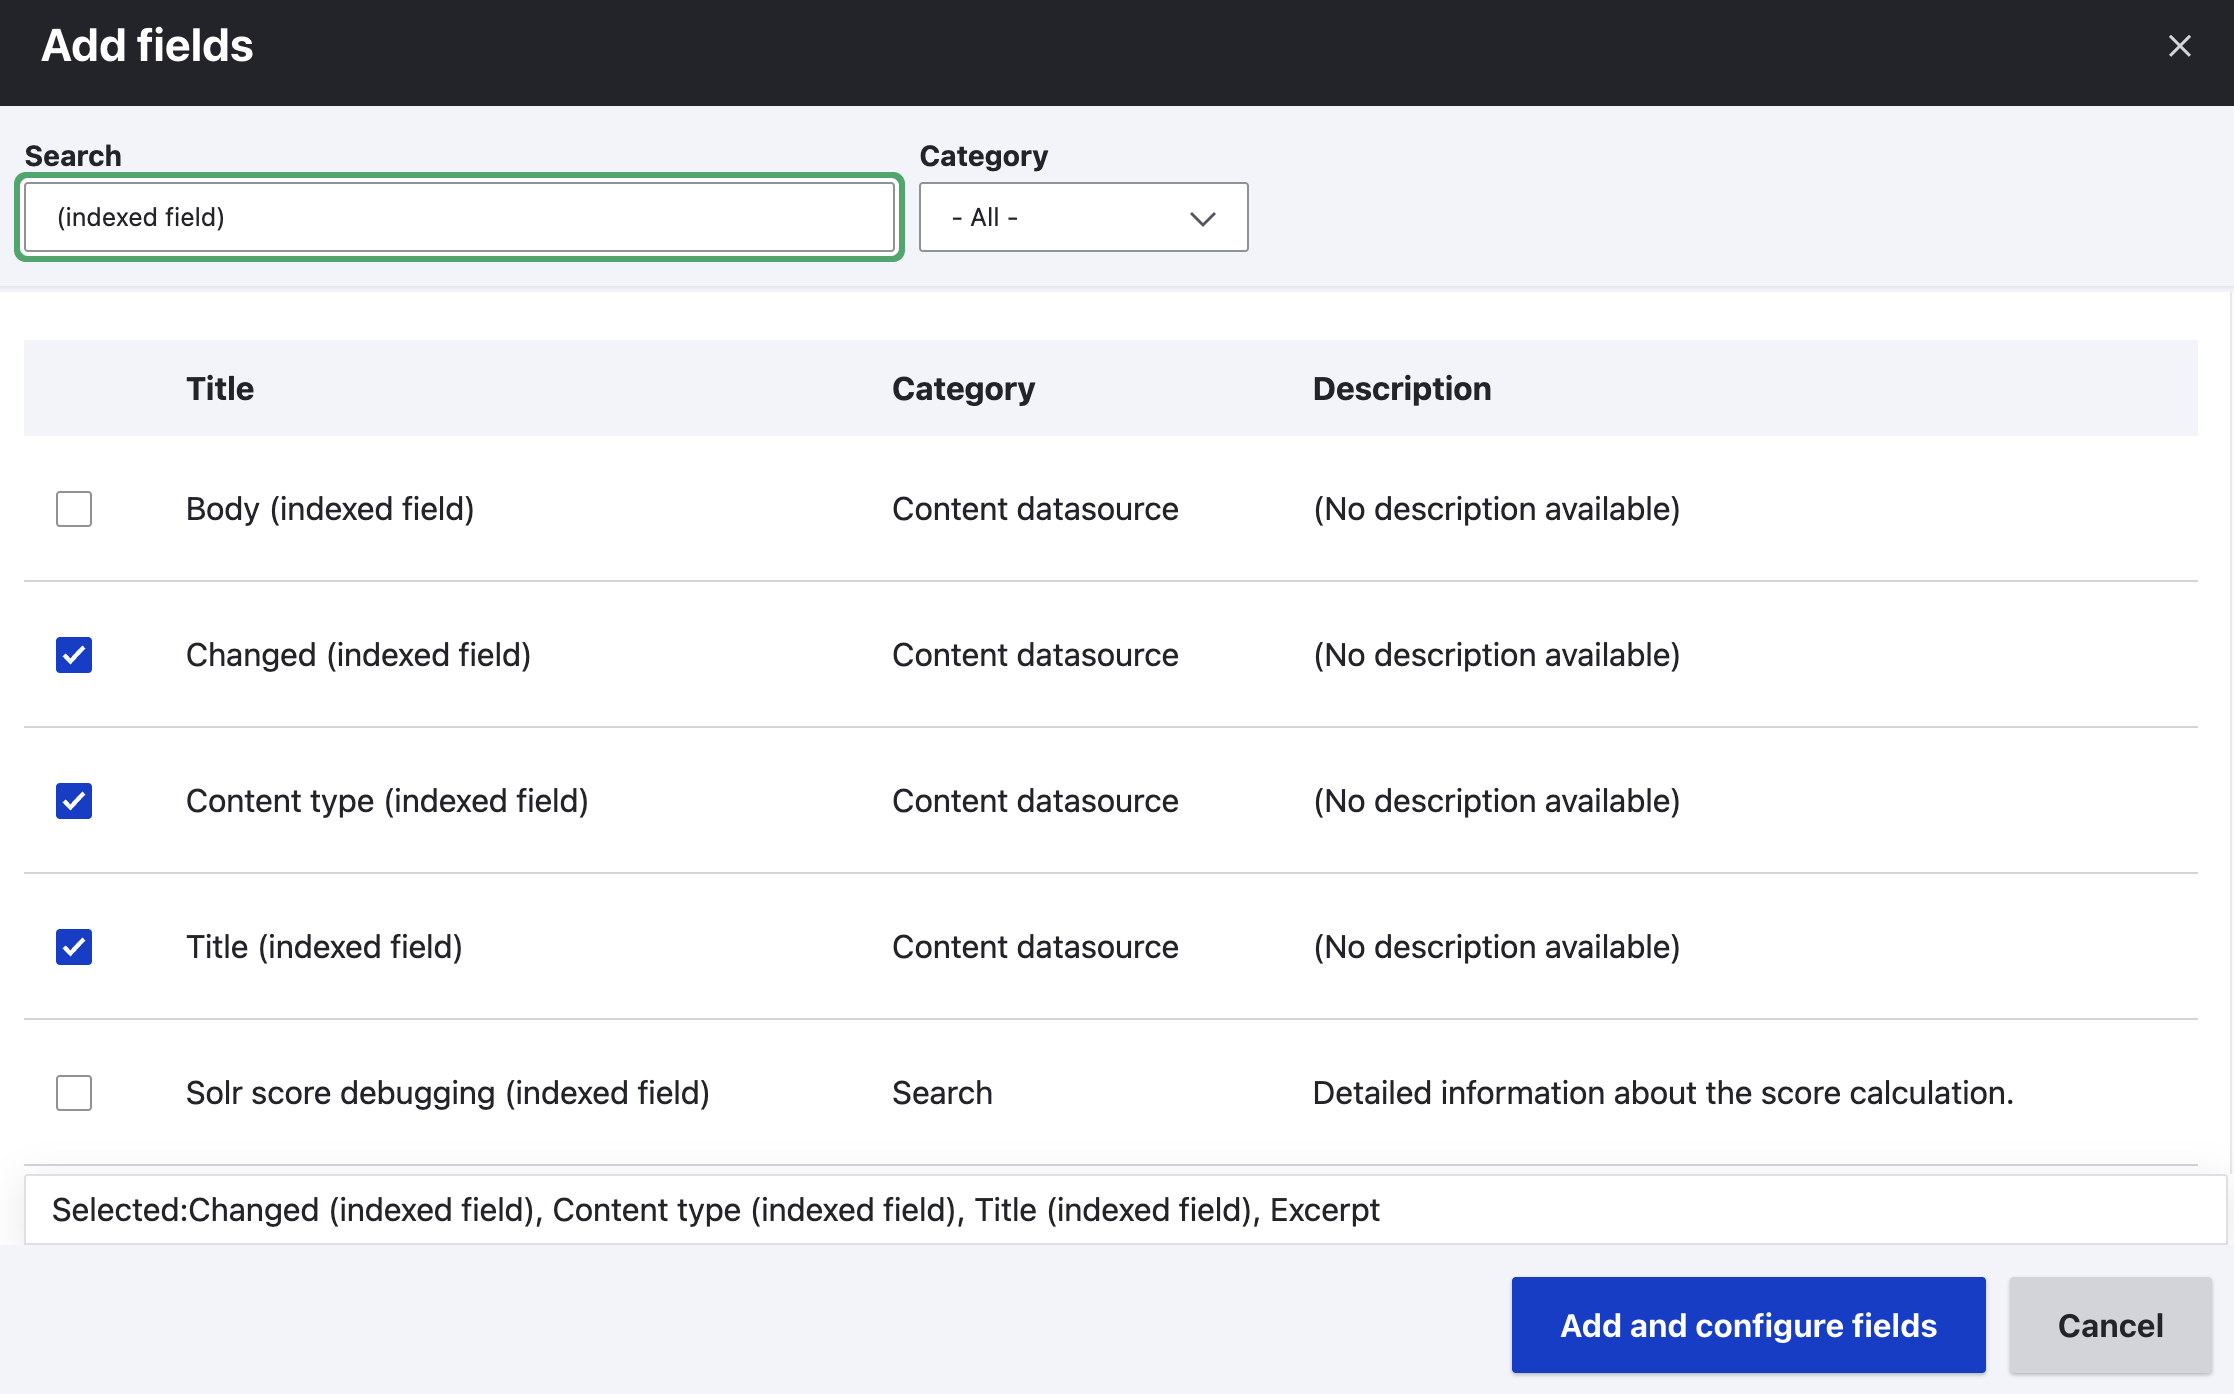 Add fields
Search Category
(indexed field) - All -
Title Category Description
Body (indexed field) Content datasource (No description available)
Changed (indexed field) Content datasource (No description available)
Content type (indexed field) Content datasource (No description available)
Title (indexed field) Content datasource (No description available)
Solr score debugging (indexed field) Search Detailed information about the score calculation.
Selected:Changed (indexed field), Content type (indexed field), Title (indexed field), Excerpt
Add and configure fields Cancel